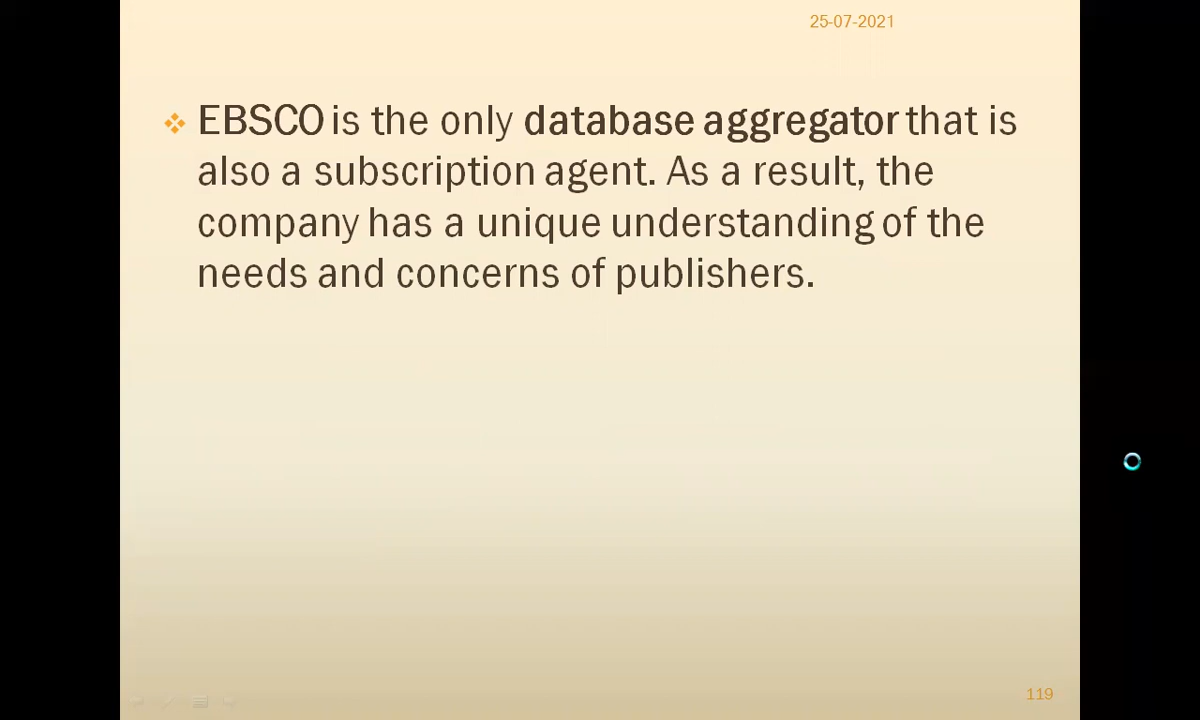 25-07-2021
EBSCO is the only database aggregator that is
also a subscription agent. As a result, the
company has a unique understanding of the
needs and concerns of publishers.
119